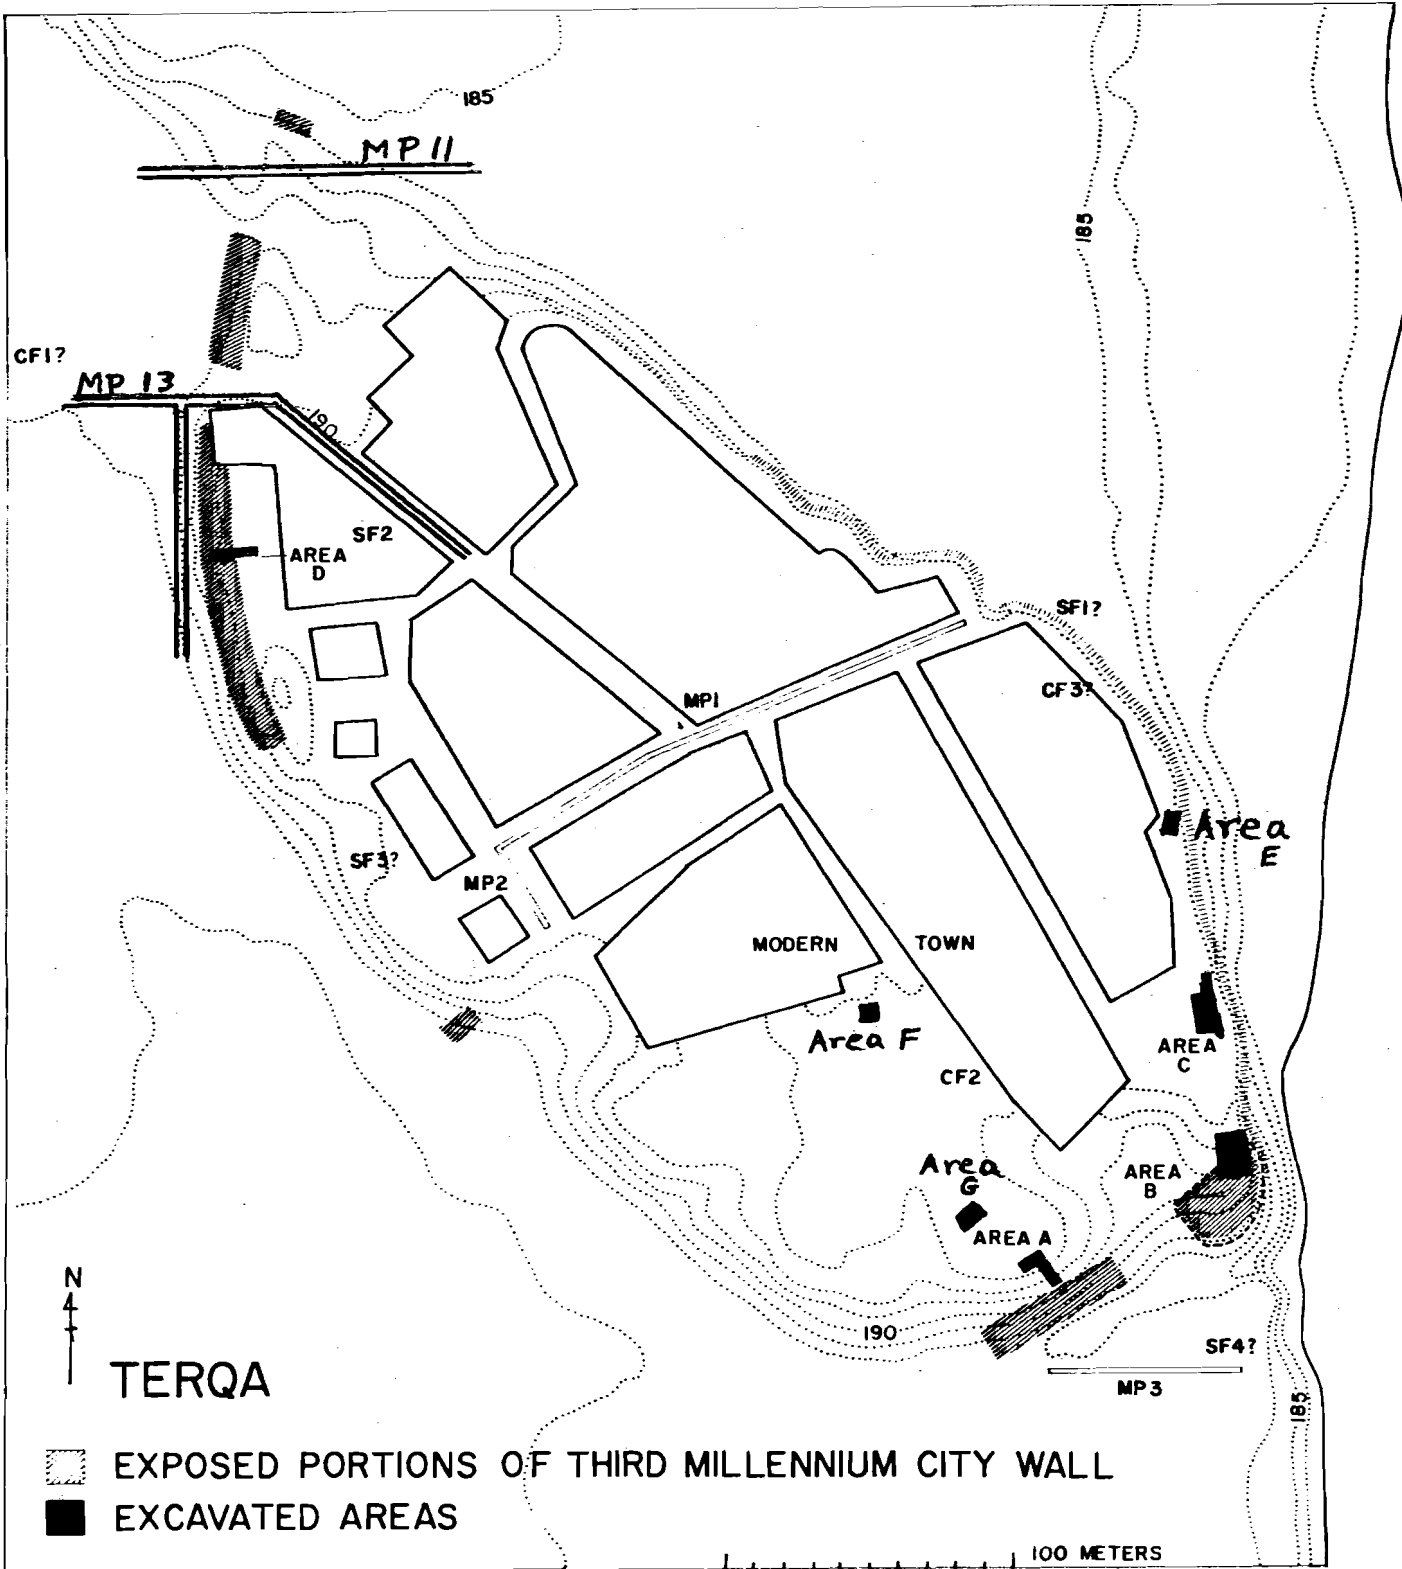 185
MP 11
185
CF1?
MP 13
190
SF2
AREA
D
SF1?
CF3?
MP1
Area
E
SF3?
MP2
MODERN TOWN
Area F
AREA
C
CF2
Area
G
AREA
B
AREA A
N
190
SF4?
MP3
185
TERQA
EXPOSED PORTIONS OF THIRD MILLENNIUM CITY WALL
EXCAVATED AREAS
100 METERS